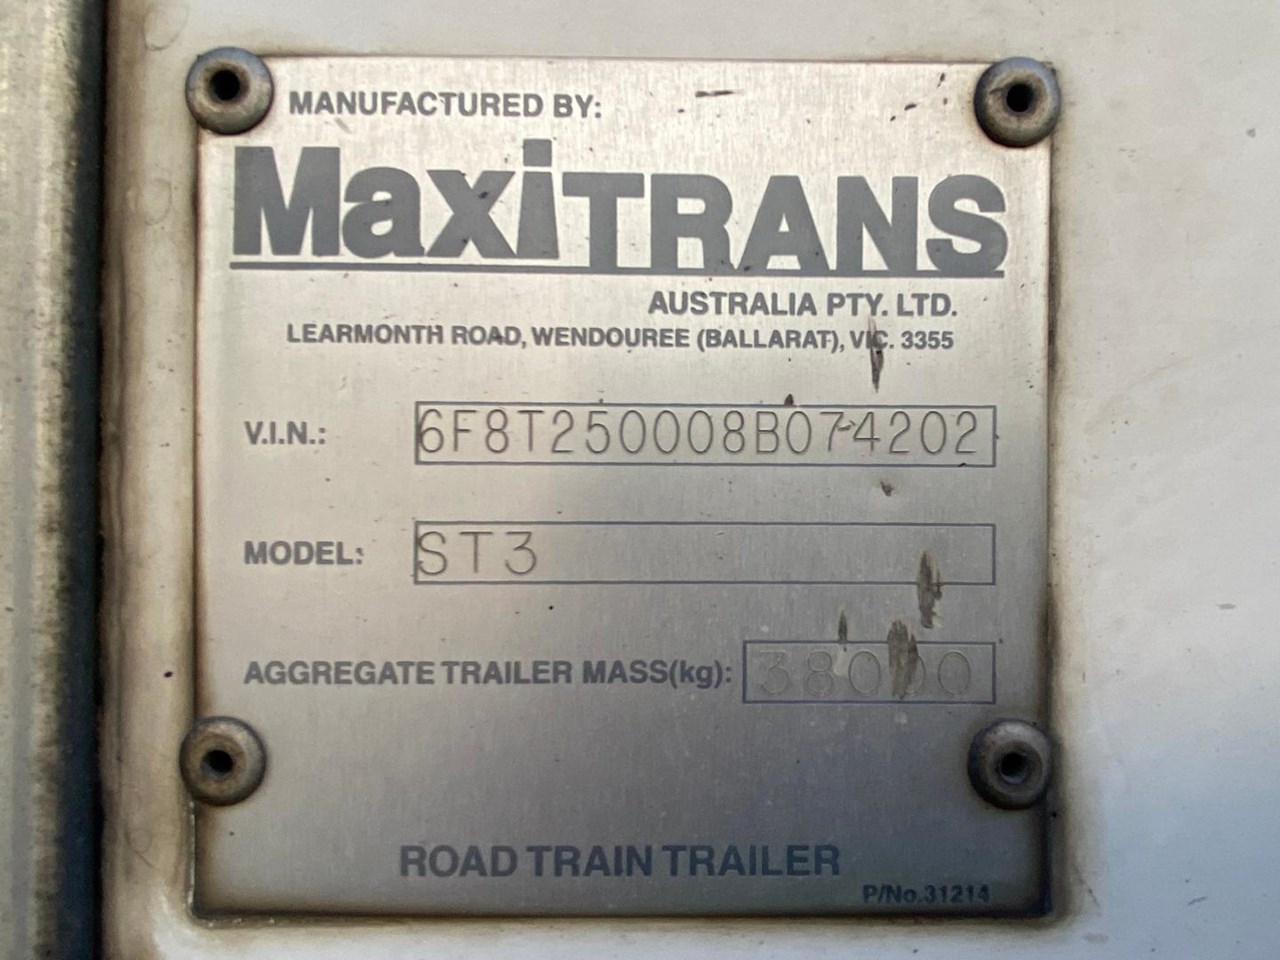 MANUFACTURED BY:
MaxiTRANS
AUSTRALIA PTY. LTD.
LEARMONTH ROAD, WENDOUREE (BALLARAT), VIC. 3355
V.I.N.: 6F8T250008B074202
MODEL: ST3
AGGREGATE TRAILER MASS(kg): 38000
ROAD TRAIN TRAILER
P/No.31214